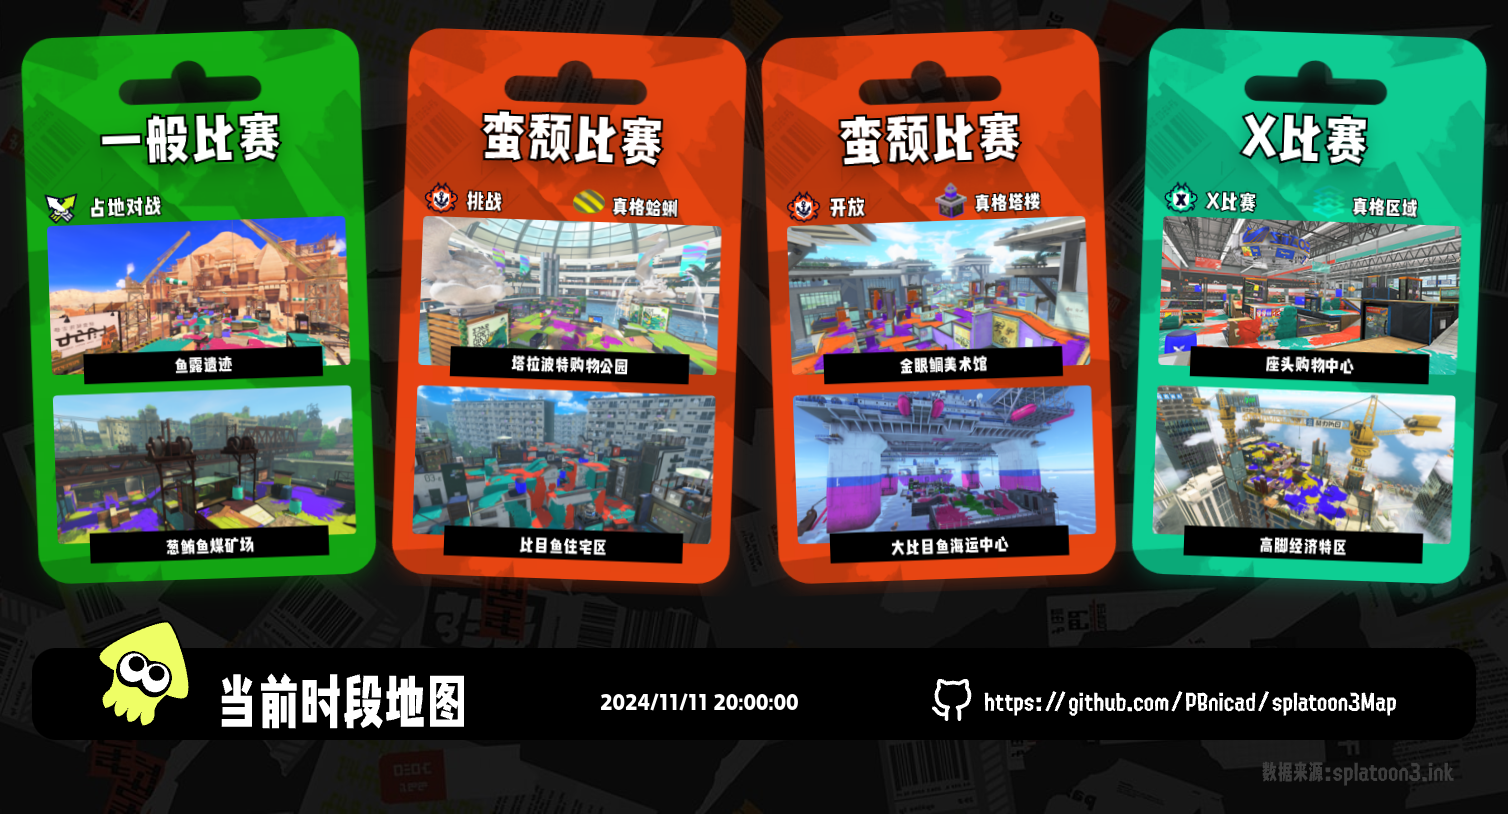 一般比赛
占地对战
鱼露遗迹
葱鲔鱼煤矿场
蛮颓比赛
挑战
真格蛤蜊
塔拉波特购物公园
比目鱼住宅区
蛮颓比赛
开放
真格塔楼
金眼鲷美术馆
大比目鱼海运中心
X比赛
X比赛
真格区域
座头购物中心
高脚经济特区
当前时段地图
2024/11/11 20:00:00
https://github.com/PBnicad/splatoon3Map
数据来源:splatoon3.ink